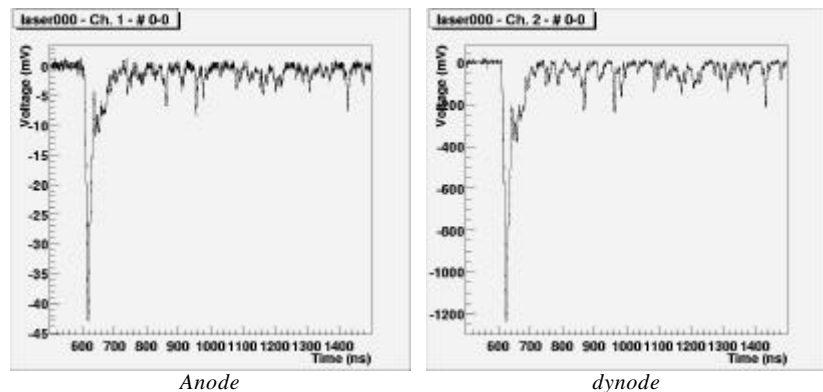 laser000 - Ch. 1 - # 0-0
Voltage (mV)
0
-5
-10
-15
-20
-25
-30
-35
-40
-45
600 700 800 900 1000 1100 1200 1300 1400
Time (ns)
Anode
laser000 - Ch. 2 - # 0-0
Voltage (mV)
0
-200
-400
-600
-800
-1000
-1200
600 700 800 900 1000 1100 1200 1300 1400
Time (ns)
dynode